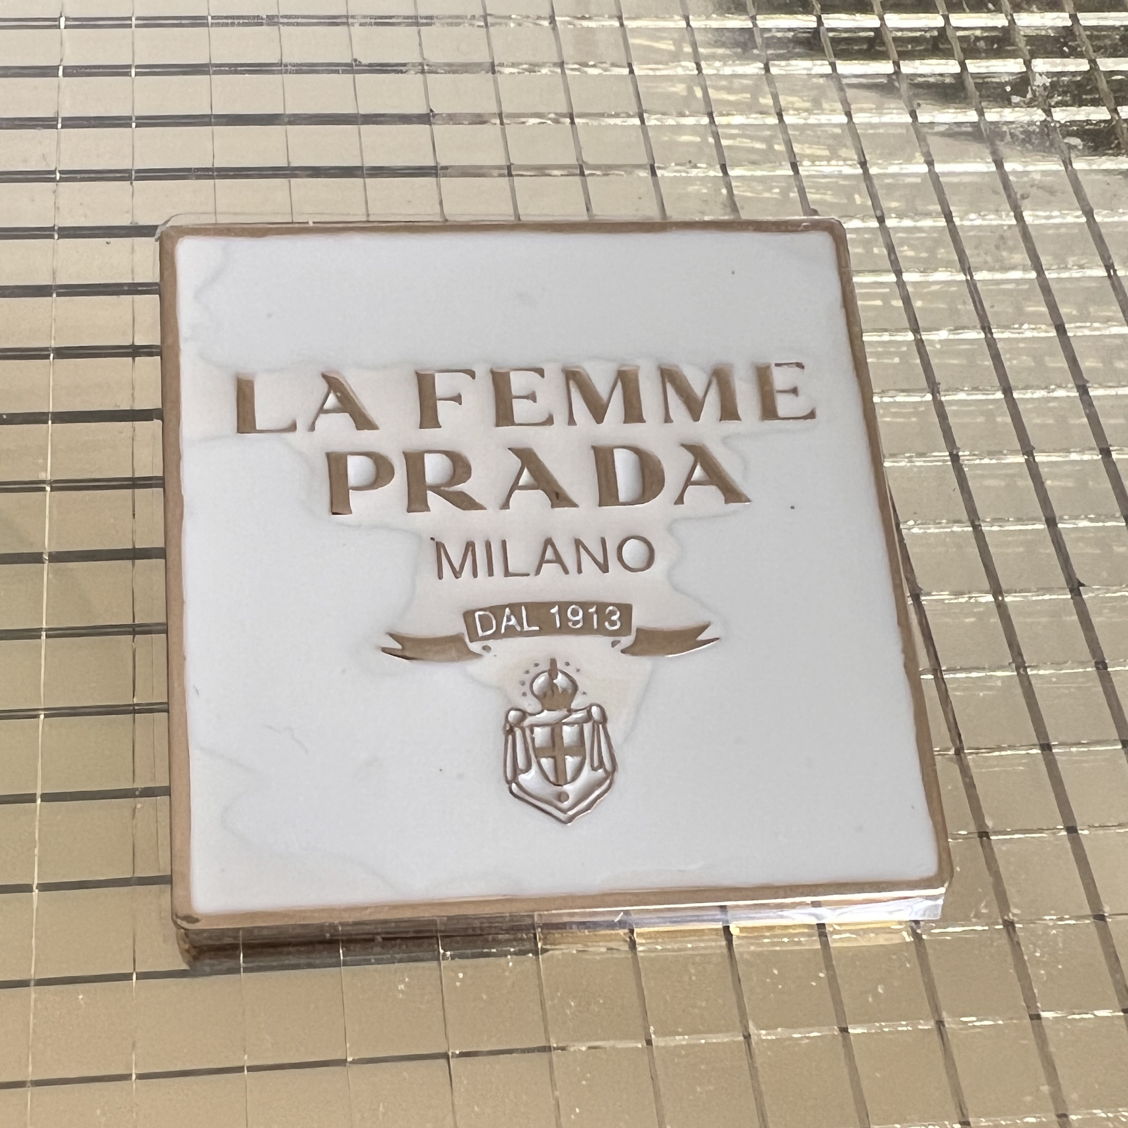 LA FEMME
PRADA
MILANO
DAL 1913